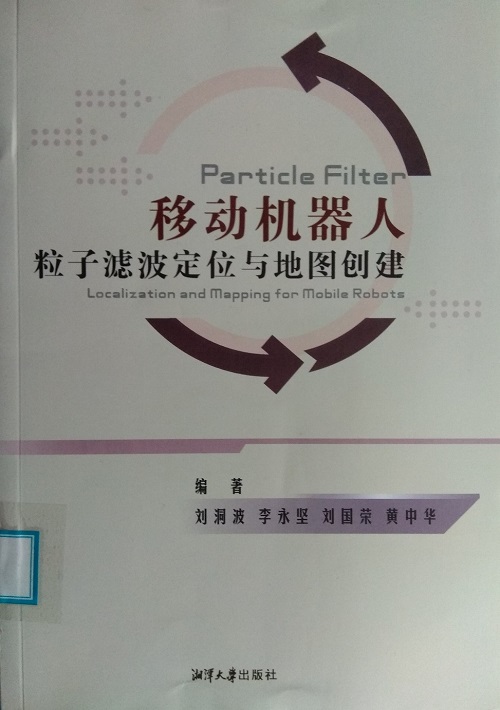 Particle Filter
移动机器人
粒子滤波定位与地图创建
Localization and Mapping for Mobile Robots
编 著
刘洞波 李永坚 刘国荣 黄中华
湘潭大学出版社